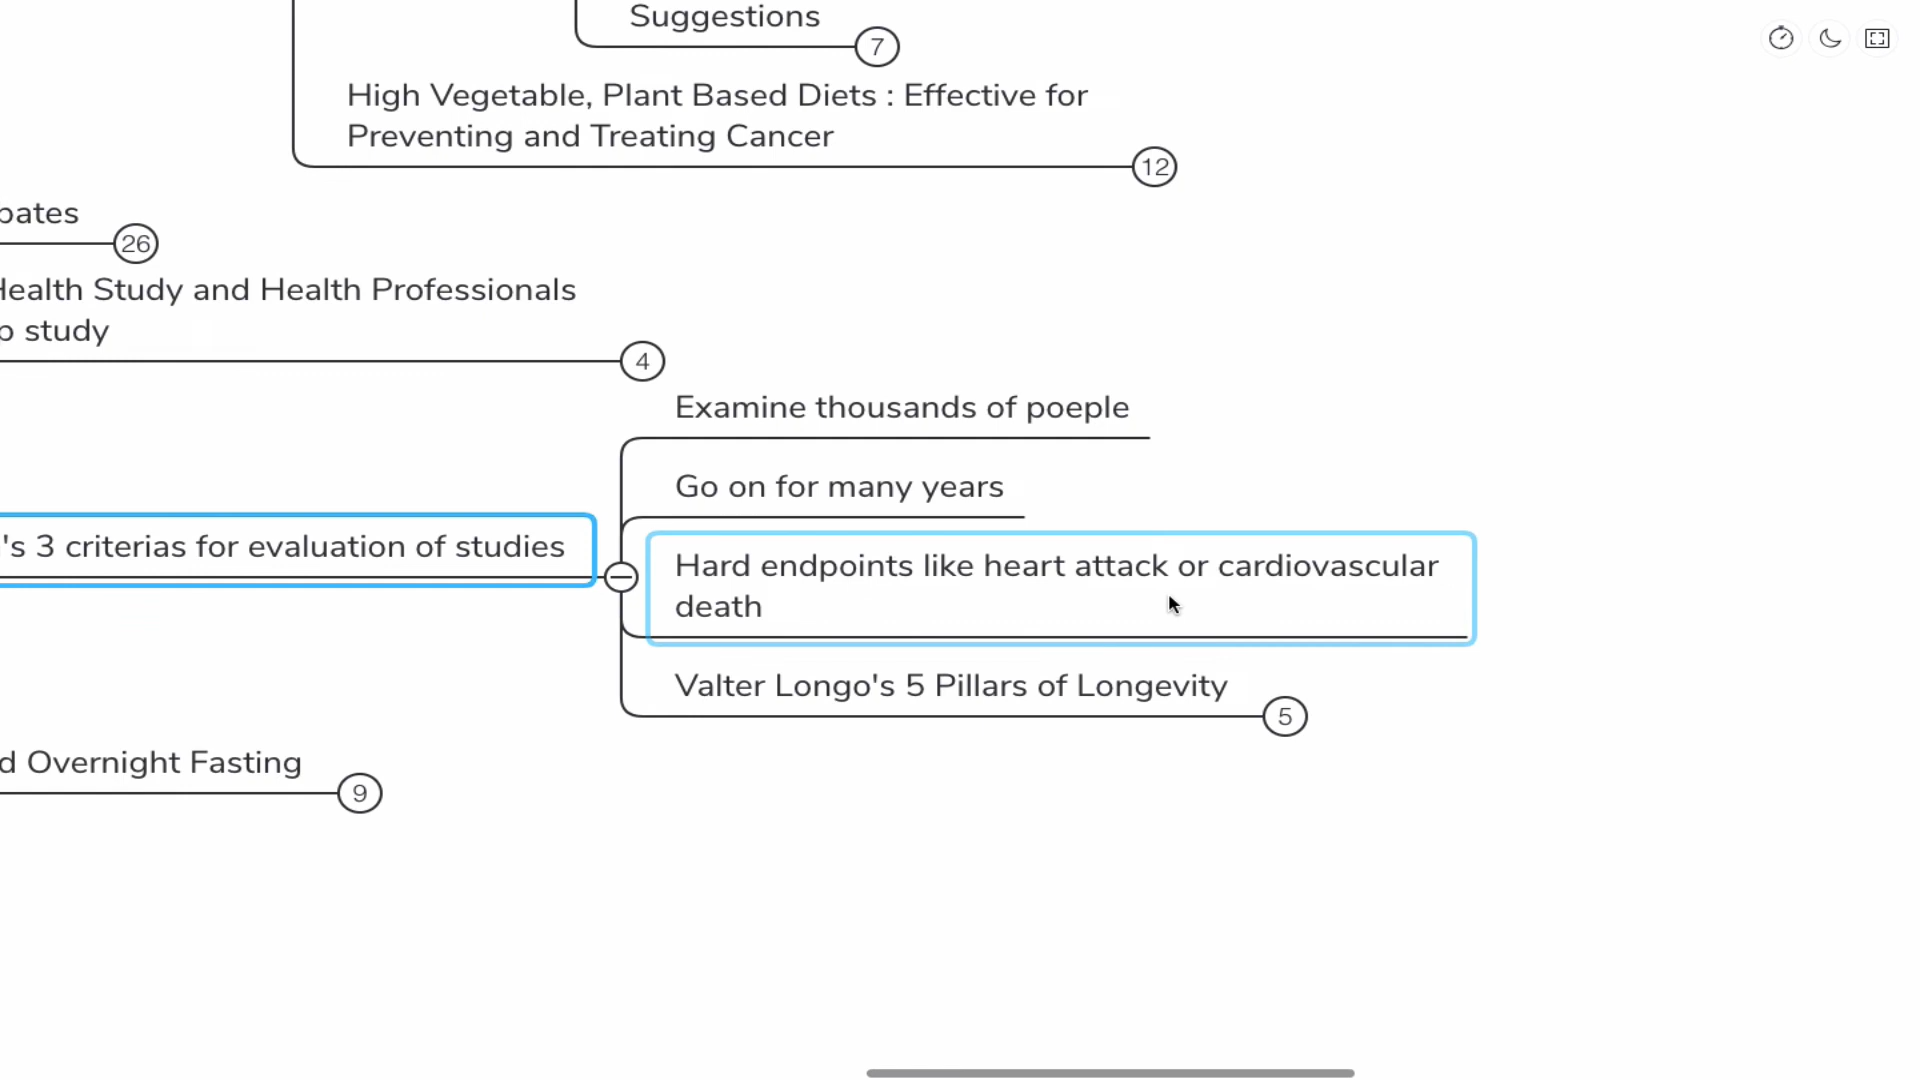 Suggestions
7
High Vegetable, Plant Based Diets : Effective for
Preventing and Treating Cancer
12
26
Health Study and Health Professionals
study
4
Examine thousands of poeple
Go on for many years
's 3 criterias for evaluation of studies
Hard endpoints like heart attack or cardiovascular
death
Valter Longo's 5 Pillars of Longevity
5
Overnight Fasting
9